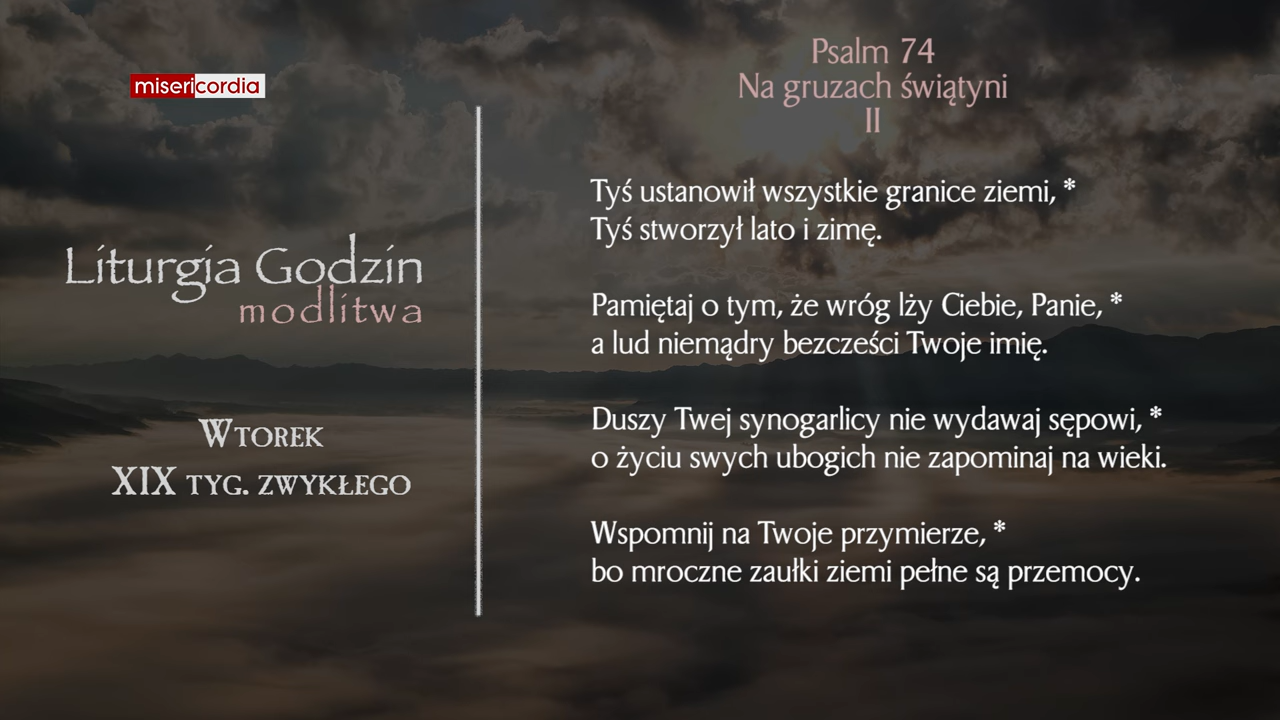 misericordia
Liturgia Godzin
modlitwa
Wtorek
XIX tyg. zwykłego
Psalm 74
Na gruzach świątyni
II
Tyś ustanowił wszystkie granice ziemi, *
Tyś stworzył lato i zimę.
Pamiętaj o tym, że wróg lży Ciebie, Panie, *
a lud niemądry bezcześci Twoje imię.
Duszy Twej synogarlicy nie wydawaj sępowi, *
o życiu swych ubogich nie zapominaj na wieki.
Wspomnij na Twoje przymierze, *
bo mroczne zaułki ziemi pełne są przemocy.